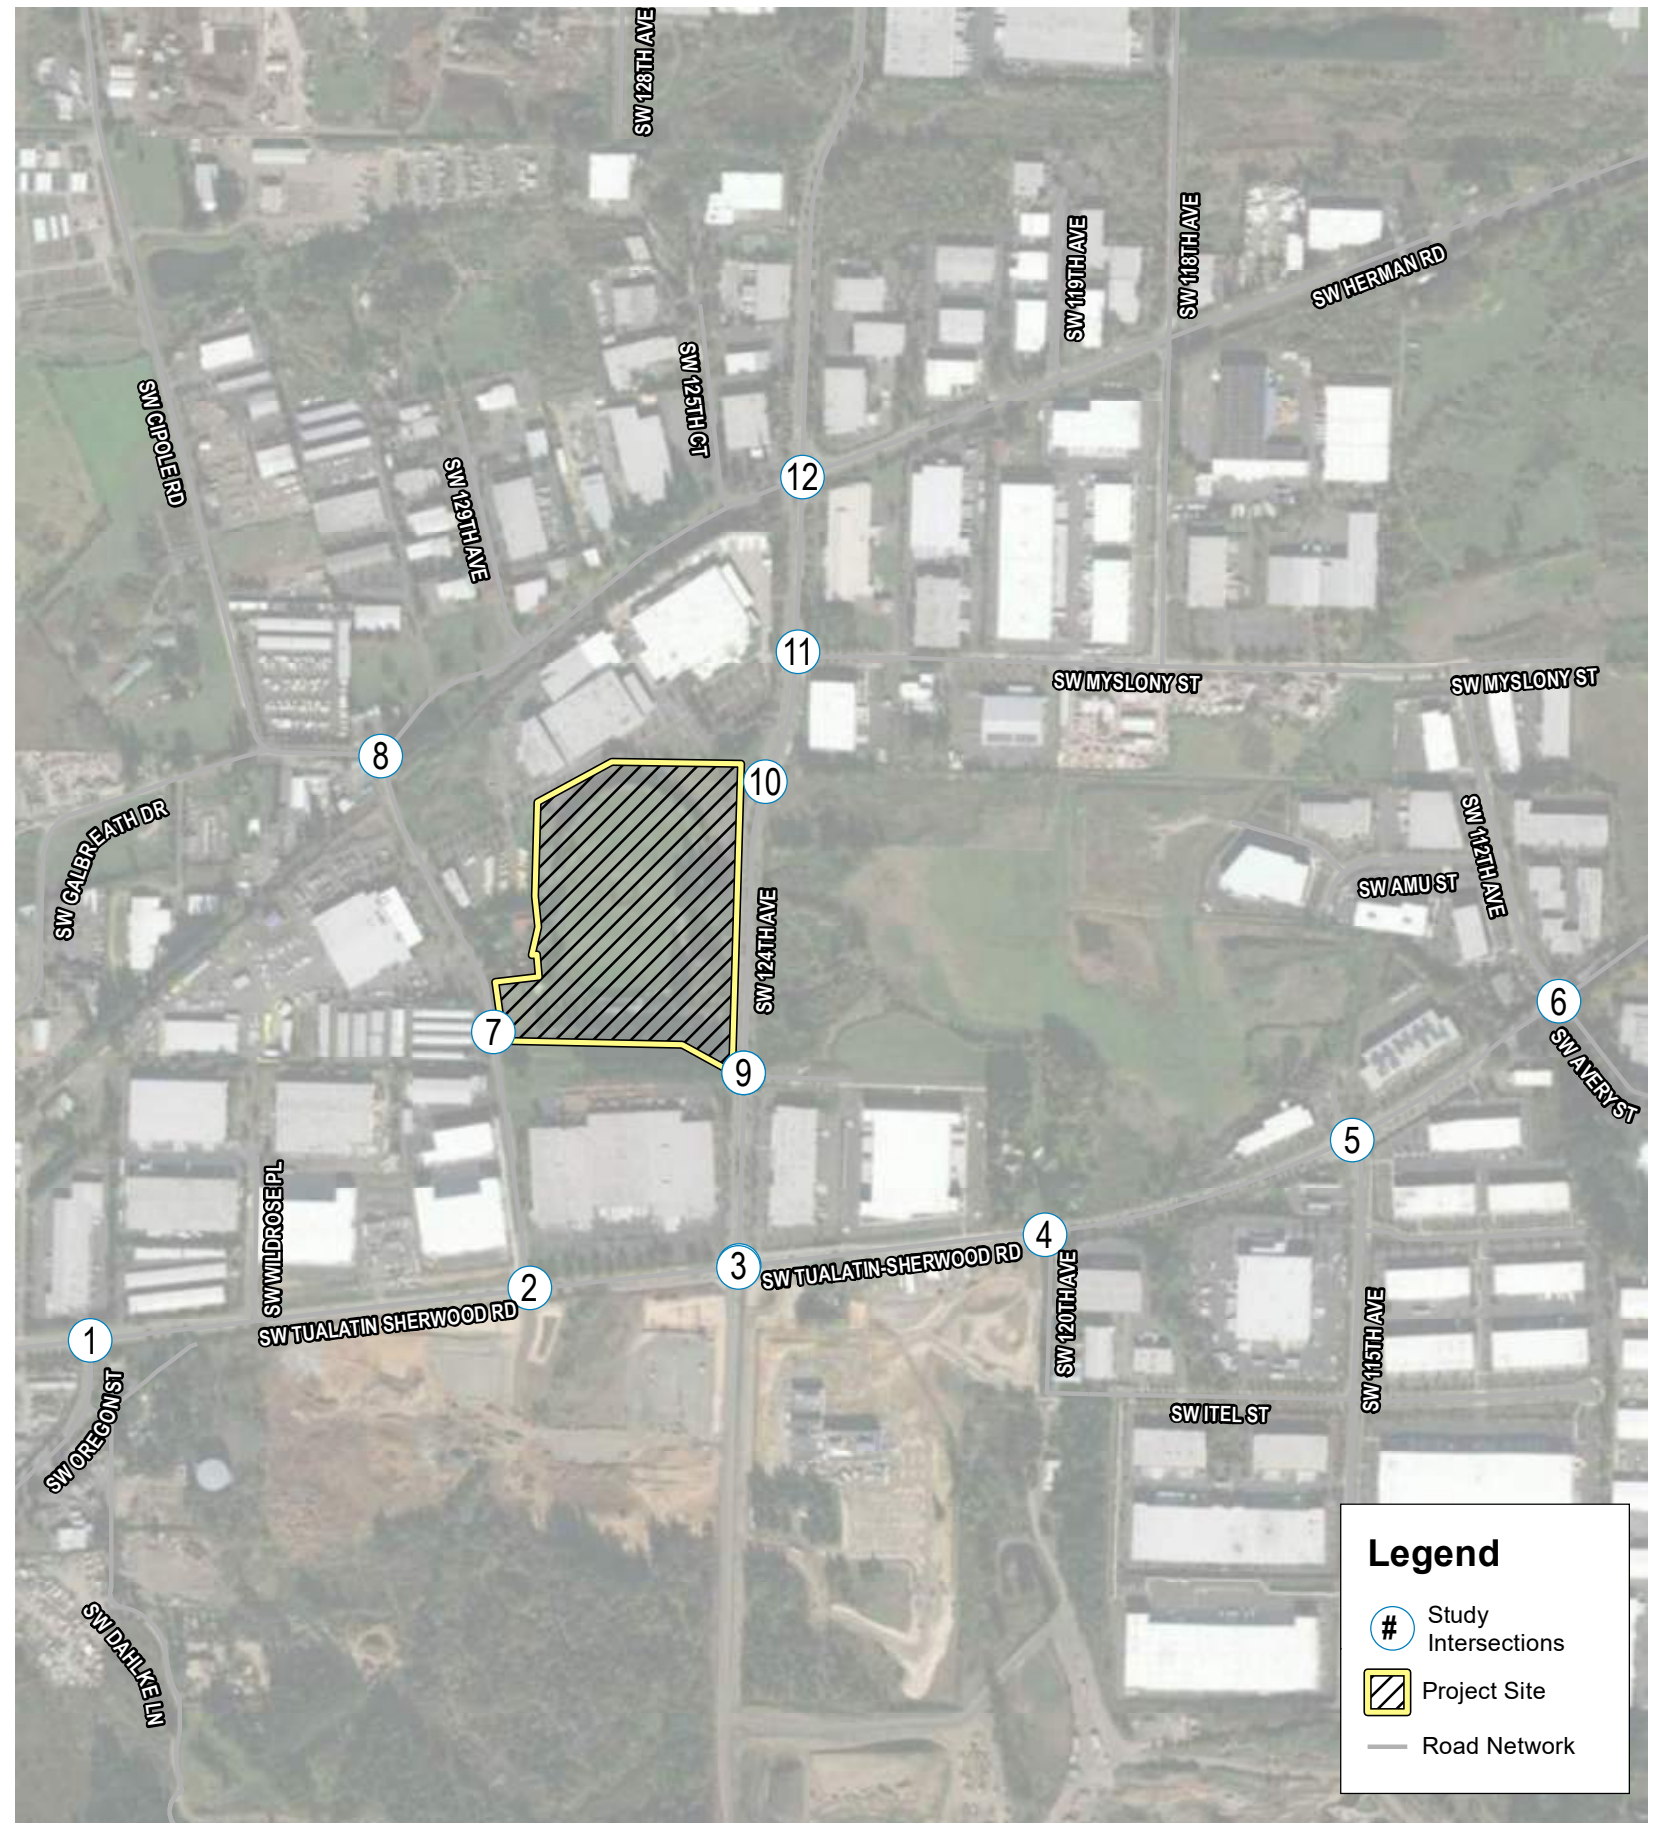 SW 128TH AVE
SW 119TH AVE
SW 118TH AVE
SW HERMAN RD
SW CIPOLE RD
SW 125TH CT
SW 129TH AVE
12
11
SW MYSLONY ST
SW MYSLONY ST
8
10
SW GALBREATH DR
SW 112TH AVE
SW AMU ST
SW 124TH AVE
6
7
9
SW AVERY ST
5
SW WILDROSE PL
4
3
SW TUALATIN-SHERWOOD RD
2
SW TUALATIN SHERWOOD RD
1
SW 120TH AVE
SW 115TH AVE
SW OREGON ST
SW ITEL ST
SW DAHLKE LN
Legend
#
Study
Intersections
Project Site
Road Network